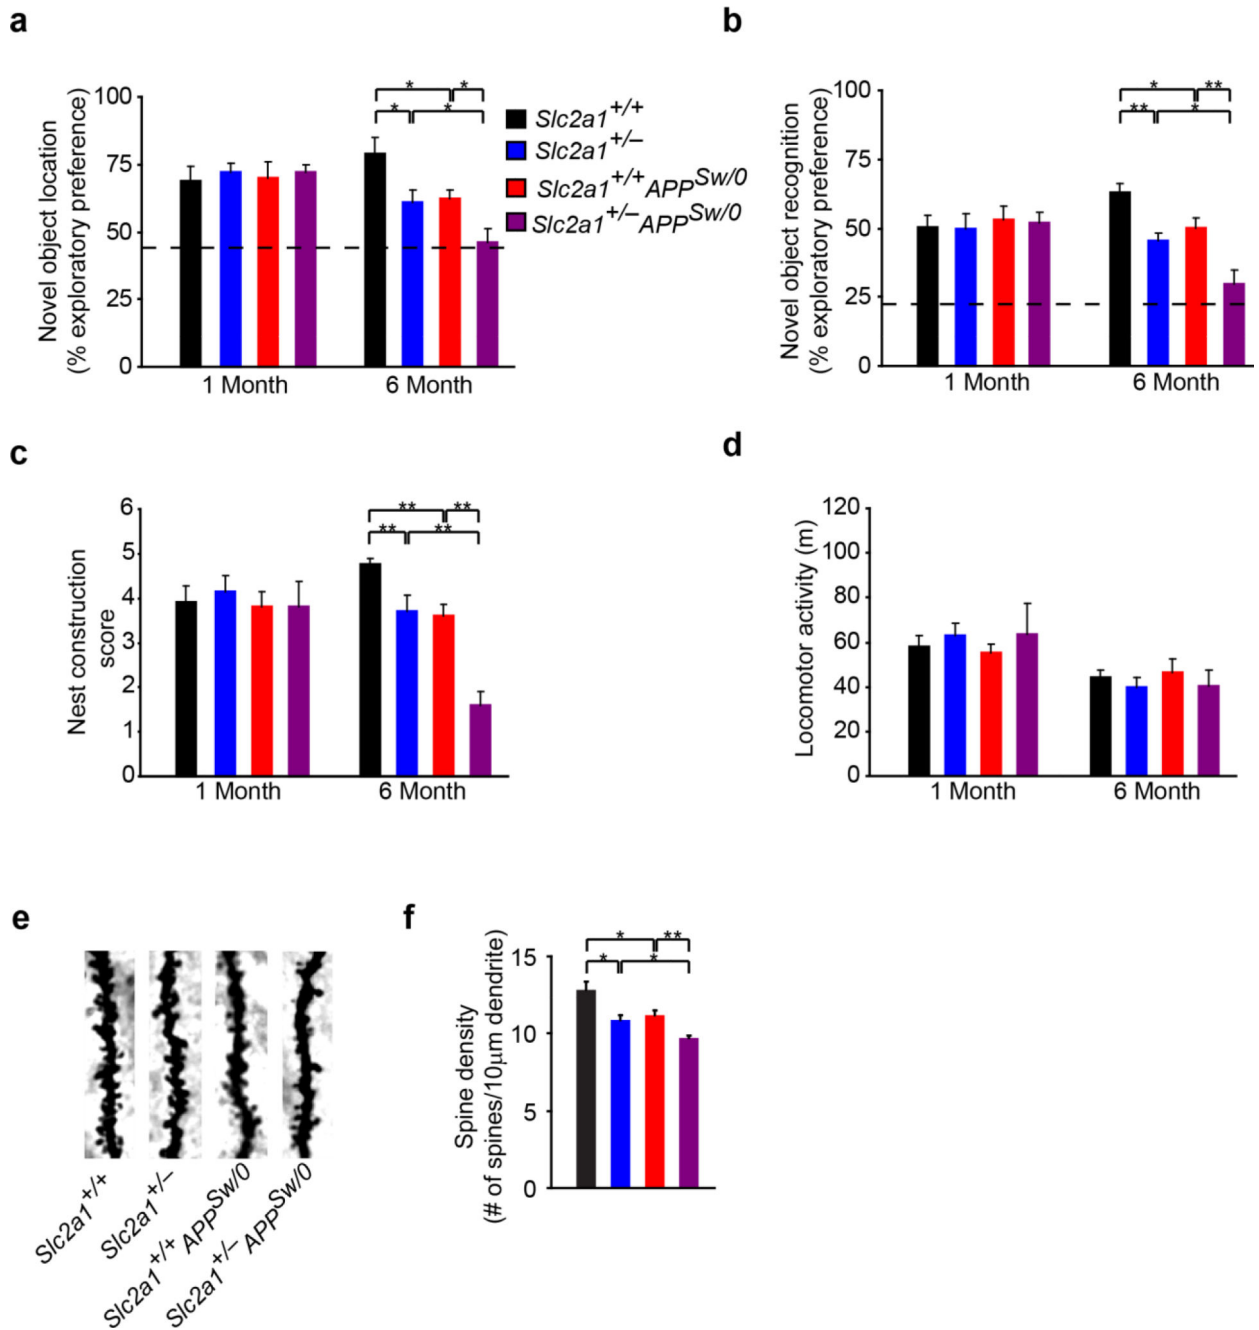 a
Novel object location
(% exploratory preference)
100
75
50
25
0
* *
* *
1 Month 6 Month
Slc2a1+/+
Slc2a1+/–
Slc2a1+/+APPSw/0
Slc2a1+/–APPSw/0
b
Novel object recognition
(% exploratory preference)
100
75
50
25
0
* **
** *
1 Month 6 Month
c
Nest construction
score
6
5
4
3
2
1
0
** **
** **
1 Month 6 Month
d
Locomotor activity (m)
120
100
80
60
40
20
0
1 Month 6 Month
e
Slc2a1+/+
Slc2a1+/–
Slc2a1+/+APPSw/0
Slc2a1+/–APPSw/0
f
Spine density
(# of spines/10µm dendrite)
15
10
5
0
* **
* *